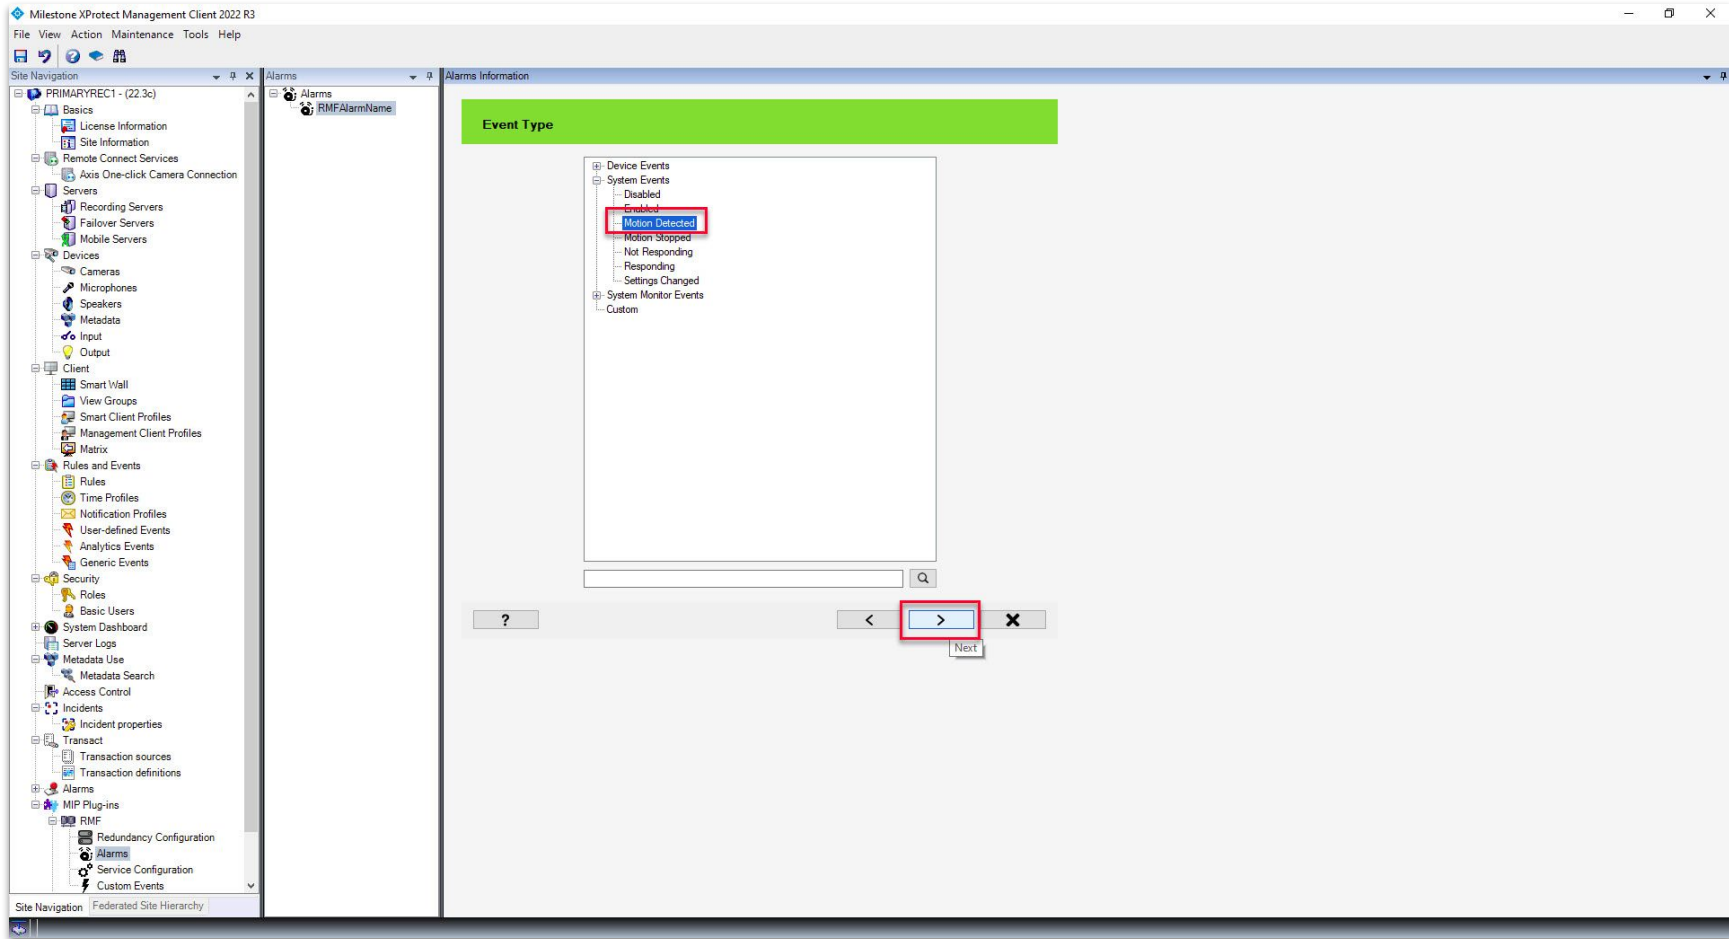 Milestone XProtect Management Client 2022 R3
File View Action Maintenance Tools Help
Site Navigation
PRIMARYREC1 - (22.3c)
Basics
License Information
Site Information
Remote Connect Services
Axis One-click Camera Connection
Servers
Recording Servers
Failover Servers
Mobile Servers
Devices
Cameras
Microphones
Speakers
Metadata
Input
Output
Client
Smart Wall
View Groups
Smart Client Profiles
Management Client Profiles
Matrix
Rules and Events
Rules
Time Profiles
Notification Profiles
User-defined Events
Analytics Events
Generic Events
Security
Roles
Basic Users
System Dashboard
Server Logs
Metadata Use
Metadata Search
Access Control
Incidents
Incident properties
Transact
Transaction sources
Transaction definitions
Alarms
MIP Plug-ins
RMF
Redundancy Configuration
Alarms
Service Configuration
Custom Events
Site Navigation Federated Site Hierarchy
Alarms
Alarms
RMFAlarmName
Alarms Information
Event Type
Device Events
System Events
Disabled
Enabled
Motion Detected
Motion Stopped
Not Responding
Responding
Settings Changed
System Monitor Events
Custom
? < > X
Next